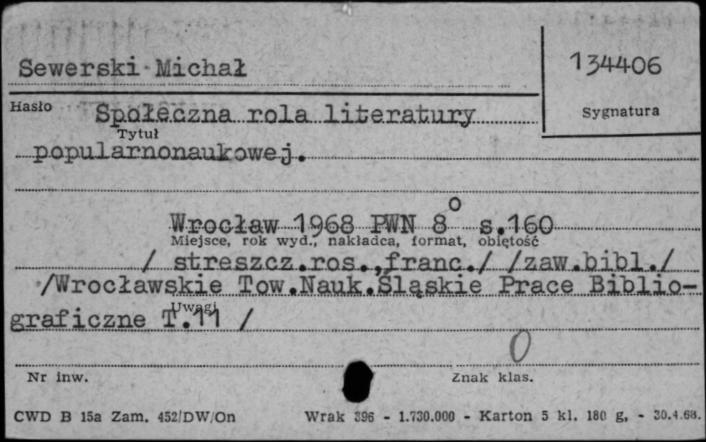 Sewerski Michał
134406
Hasło
Sygnatura
Społeczna rola literatury
Tytuł
popularnonaukowej.
Wrocław 1968 PWN 8° s.160
Miejsce, rok wyd., nakładca, format, objętość
/ streszcz.ros.,franc./ /zaw.bibl./
/Wrocławskie Tow.Nauk.Śląskie Prace Biblio-
Uwagi
graficzne T.11 /
0
Nr inw.
Znak klas.
CWD B 15a Zam. 452/DW/On
Wrak 396 - 1.730.000 - Karton 5 kl. 180 g, - 30.4.68.